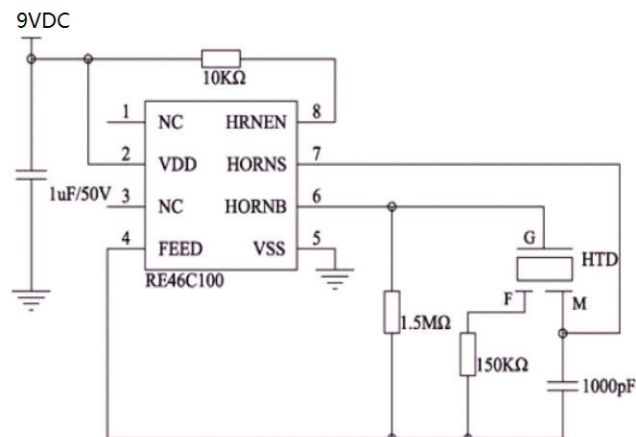 9VDC
10KΩ
1 NC HRNEN 8
2 VDD HORNS 7
1uF/50V
3 NC HORNB 6
4 FEED VSS 5
RE46C100
G
HTD
F M
1.5MΩ
150KΩ
1000pF